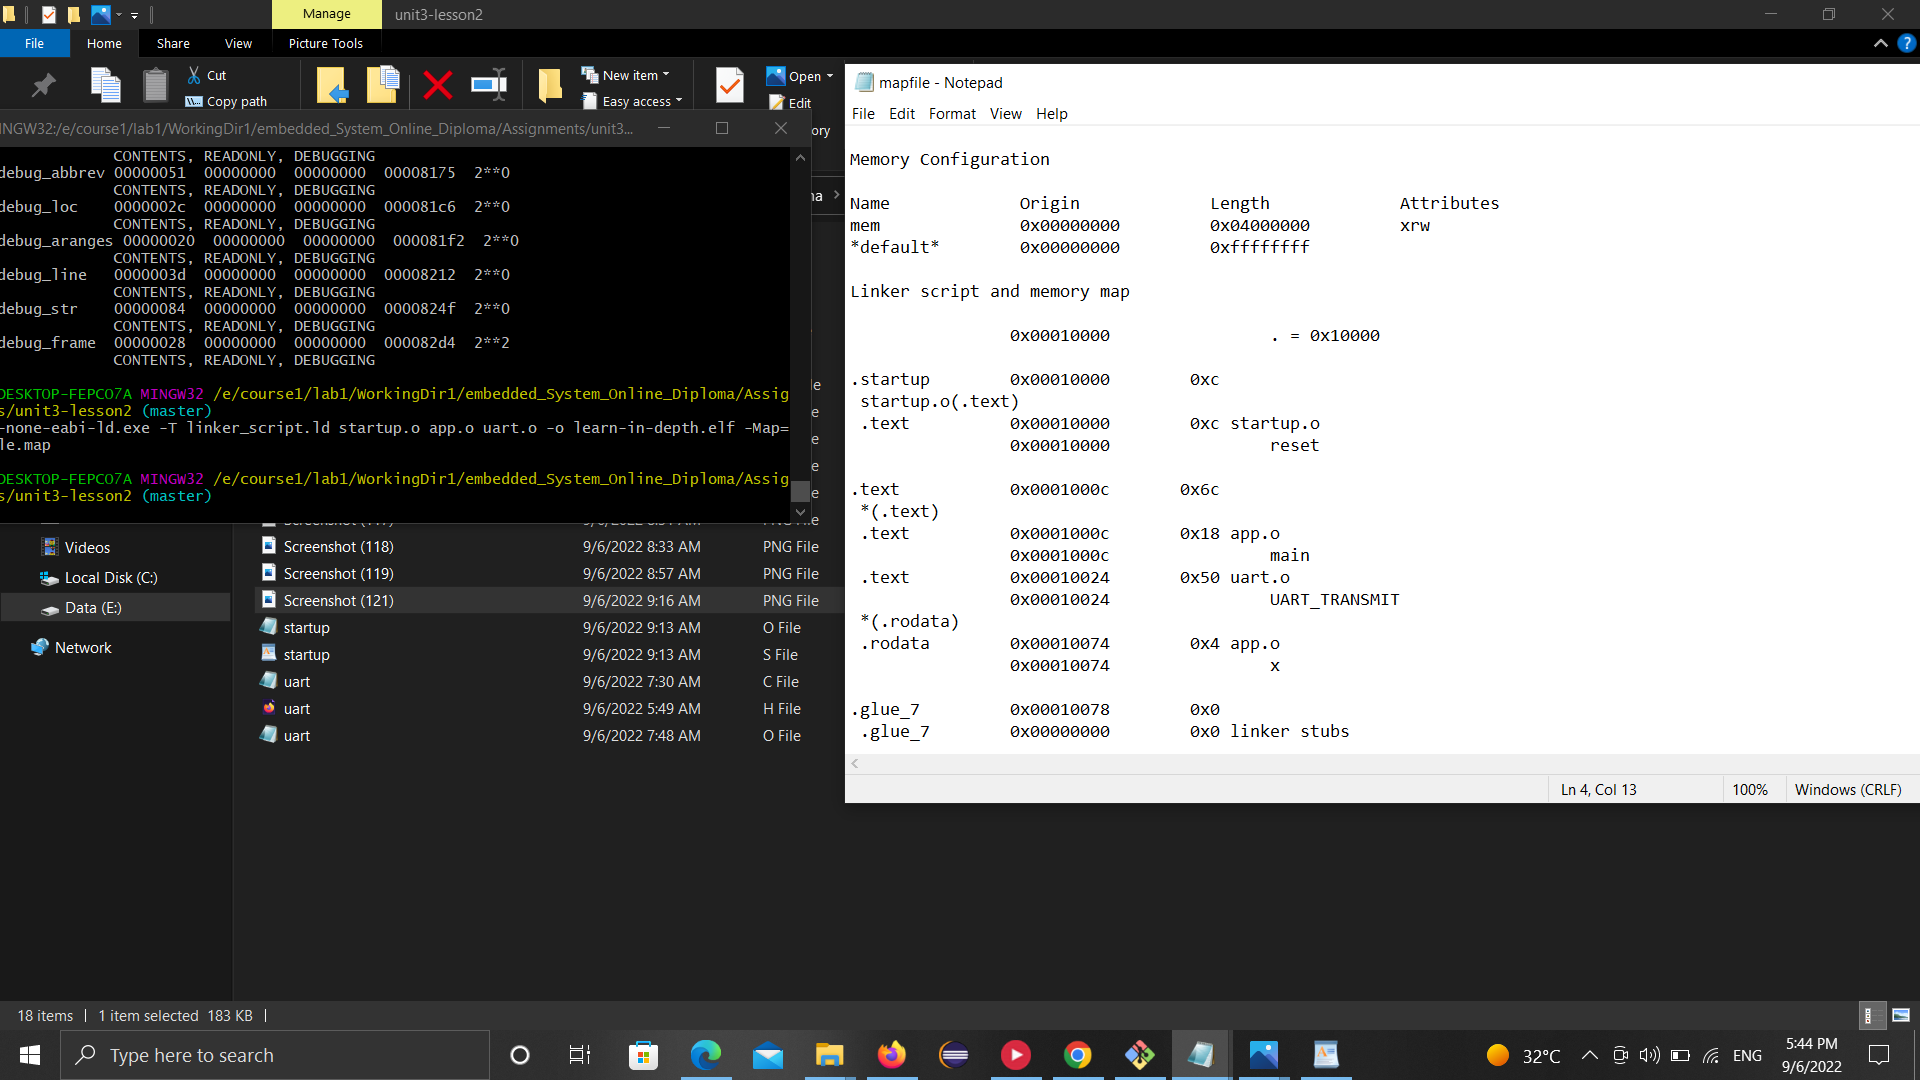 Manage
unit3-lesson2
File Home Share View Picture Tools
Cut
Copy path
New item
Easy access
Open
Edit
ory
INGW32:/e/course1/lab1/WorkingDir1/embedded_System_Online_Diploma/Assignments/unit3...
CONTENTS, READONLY, DEBUGGING
debug_abbrev 00000051 00000000 00000000 00008175 2**0
CONTENTS, READONLY, DEBUGGING
debug_loc 0000002c 00000000 00000000 000081c6 2**0
CONTENTS, READONLY, DEBUGGING
debug_aranges 00000020 00000000 00000000 000081f2 2**0
CONTENTS, READONLY, DEBUGGING
debug_line 0000003d 00000000 00000000 00008212 2**0
CONTENTS, READONLY, DEBUGGING
debug_str 00000084 00000000 00000000 0000824f 2**0
CONTENTS, READONLY, DEBUGGING
debug_frame 00000028 00000000 00000000 000082d4 2**2
CONTENTS, READONLY, DEBUGGING
DESKTOP-FEPCO7A MINGW32 /e/course1/lab1/WorkingDir1/embedded_System_Online_Diploma/Assig
s/unit3-lesson2 (master)
-none-eabi-ld.exe -T linker_script.ld startup.o app.o uart.o -o learn-in-depth.elf -Map=
le.map
DESKTOP-FEPCO7A MINGW32 /e/course1/lab1/WorkingDir1/embedded_System_Online_Diploma/Assig
s/unit3-lesson2 (master)
ma
le
e
e
e
e
le
mapfile - Notepad
File Edit Format View Help
Memory Configuration
Name Origin Length Attributes
mem 0x00000000 0x04000000 xrw
*default* 0x00000000 0xffffffff
Linker script and memory map
0x00010000 . = 0x10000
.startup 0x00010000 0xc
startup.o(.text)
.text 0x00010000 0xc startup.o
0x00010000 reset
.text 0x0001000c 0x6c
*(.text)
.text 0x0001000c 0x18 app.o
0x0001000c main
.text 0x00010024 0x50 uart.o
0x00010024 UART_TRANSMIT
*(.rodata)
.rodata 0x00010074 0x4 app.o
0x00010074 x
.glue_7 0x00010078 0x0
.glue_7 0x00000000 0x0 linker stubs
Ln 4, Col 13 100% Windows (CRLF)
Videos
Local Disk (C:)
Data (E:)
Network
Screenshot (118) 9/6/2022 8:33 AM PNG File
Screenshot (119) 9/6/2022 8:57 AM PNG File
Screenshot (121) 9/6/2022 9:16 AM PNG File
startup 9/6/2022 9:13 AM O File
startup 9/6/2022 9:13 AM S File
uart 9/6/2022 7:30 AM C File
uart 9/6/2022 5:49 AM H File
uart 9/6/2022 7:48 AM O File
18 items 1 item selected 183 KB
Type here to search
32°C
ENG
5:44 PM
9/6/2022